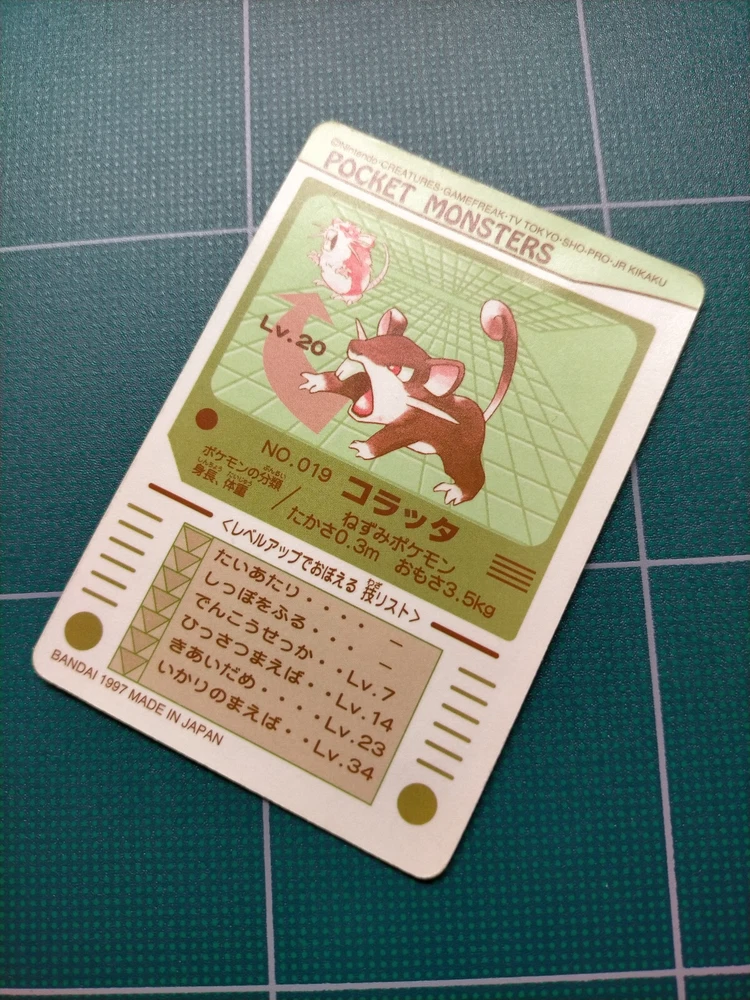 ©Nintendo·CREATURES·GAMEFREAK·TV TOKYO·SHO-PRO·JR KIKAKU
POCKET MONSTERS
Lv.20
NO.019 コラッタ
ポケモンの分類 ねずみポケモン
身長、体重 たかさ0.3m おもさ3.5kg
<レベルアップでおぼえる技リスト>
たいあたり・・・・ー
しっぽをふる・・・ー
でんこうせっか・・Lv.7
ひっさつまえば・・Lv.14
きあいだめ・・・・Lv.23
いかりのまえば・・Lv.34
BANDAI 1997 MADE IN JAPAN